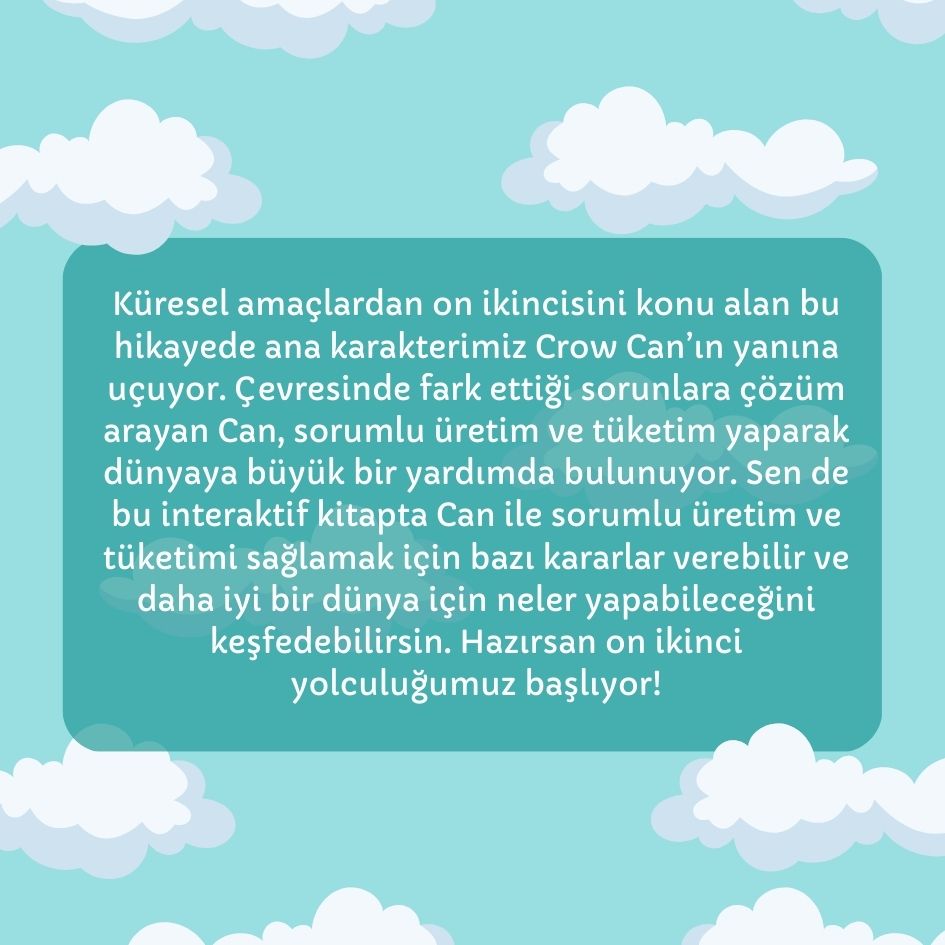 Küresel amaçlardan on ikincisini konu alan bu
hikayede ana karakterimiz Crow Can’ın yanına
uçuyor. Çevresinde fark ettiği sorunlara çözüm
arayan Can, sorumlu üretim ve tüketim yaparak
dünyaya büyük bir yardımda bulunuyor. Sen de
bu interaktif kitapta Can ile sorumlu üretim ve
tüketimi sağlamak için bazı kararlar verebilir ve
daha iyi bir dünya için neler yapabileceğini
keşfedebilirsin. Hazırsan on ikinci
yolculuğumuz başlıyor!